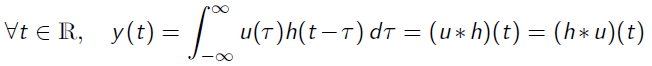 ∀t ∈ ℝ, y(t) = ∫_{-∞}^{∞} u(τ)h(t−τ) dτ = (u∗h)(t) = (h∗u)(t)